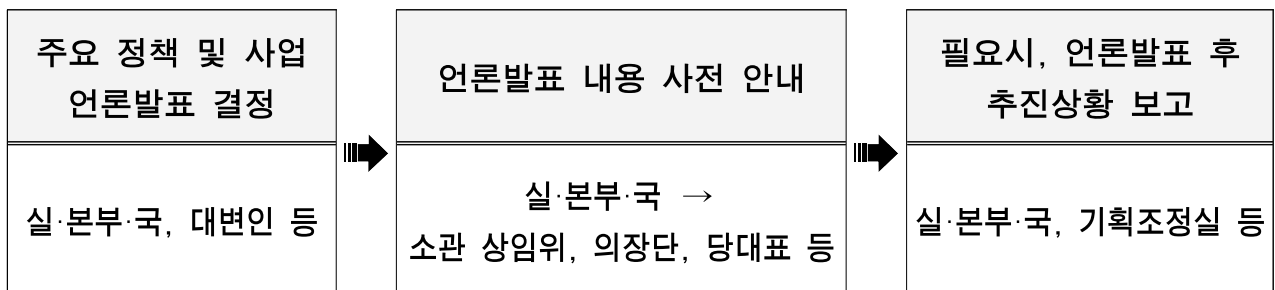 주요 정책 및 사업
언론발표 결정
실·본부·국, 대변인 등
언론발표 내용 사전 안내
실·본부·국 →
소관 상임위, 의장단, 당대표 등
필요시, 언론발표 후
추진상황 보고
실·본부·국, 기획조정실 등